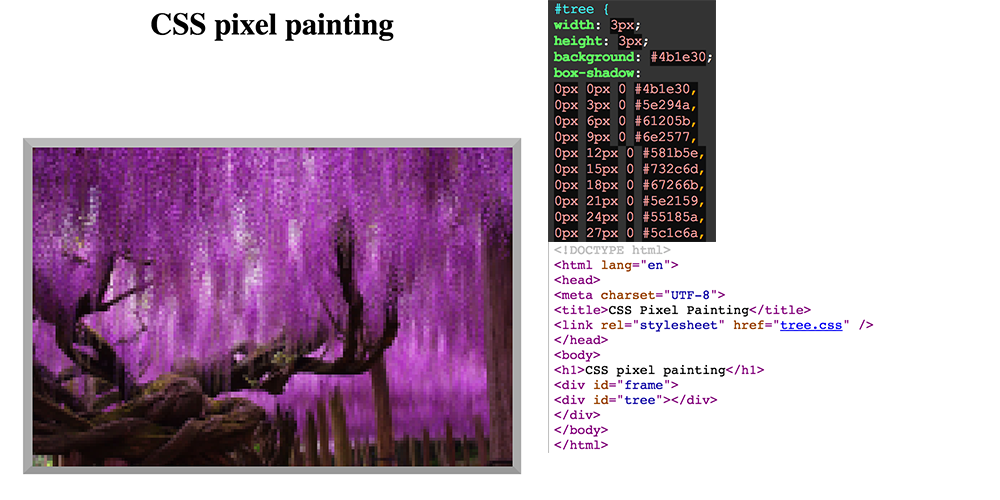 CSS pixel painting
#tree {
width: 3px;
height: 3px;
background: #4b1e30;
box-shadow:
0px 0px 0 #4b1e30,
0px 3px 0 #5e294a,
0px 6px 0 #61205b,
0px 9px 0 #6e2577,
0px 12px 0 #581b5e,
0px 15px 0 #732c6d,
0px 18px 0 #67266b,
0px 21px 0 #5e2159,
0px 24px 0 #55185a,
0px 27px 0 #5c1c6a,
<!DOCTYPE html>
<html lang="en">
<head>
<meta charset="UTF-8">
<title>CSS Pixel Painting</title>
<link rel="stylesheet" href="tree.css" />
</head>
<body>
<h1>CSS pixel painting</h1>
<div id="frame">
<div id="tree"></div>
</div>
</body>
</html>